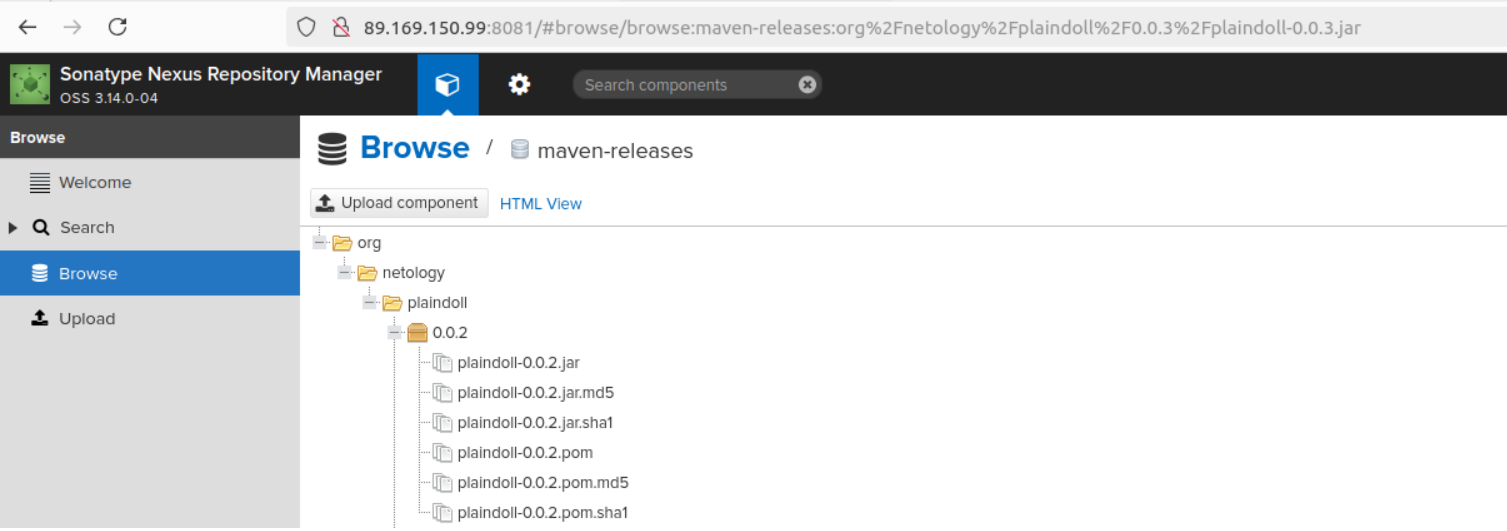 89.169.150.99:8081/#browse/browse:maven-releases:org%2Fnetology%2Fplaindoll%2F0.0.3%2Fplaindoll-0.0.3.jar
Sonatype Nexus Repository Manager
OSS 3.14.0-04
Search components
Browse
Welcome
Search
Browse
Upload
Browse / maven-releases
Upload component HTML View
org
netology
plaindoll
0.0.2
plaindoll-0.0.2.jar
plaindoll-0.0.2.jar.md5
plaindoll-0.0.2.jar.sha1
plaindoll-0.0.2.pom
plaindoll-0.0.2.pom.md5
plaindoll-0.0.2.pom.sha1